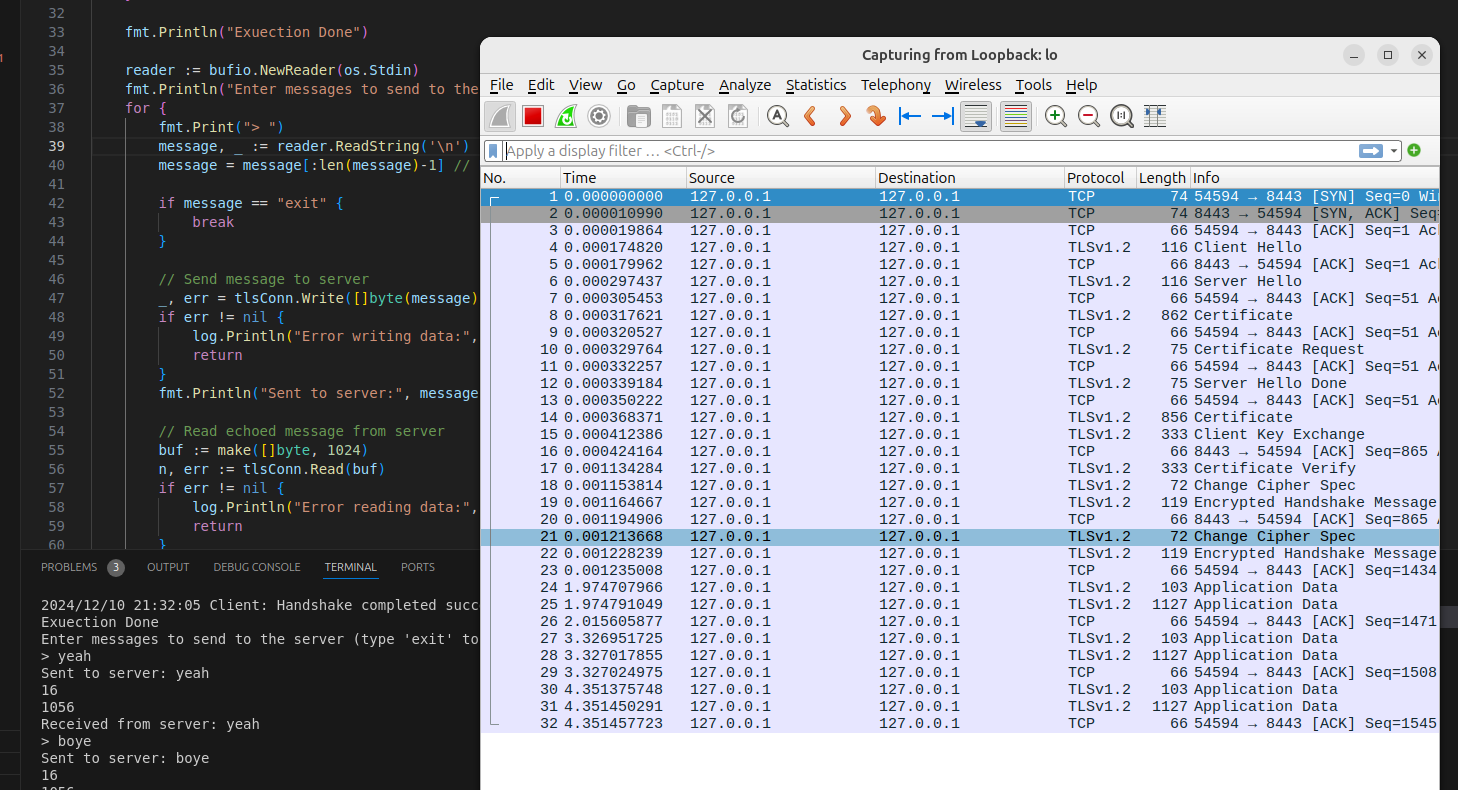 32
33 fmt.Println("Exuection Done")
34
35 reader := bufio.NewReader(os.Stdin)
36 fmt.Println("Enter messages to send to the
37 for {
38 fmt.Print("> ")
39 message, _ := reader.ReadString('\n')
40 message = message[:len(message)-1] //
41
42 if message == "exit" {
43 break
44 }
45
46 // Send message to server
47 _, err = tlsConn.Write([]byte(message)
48 if err != nil {
49 log.Println("Error writing data:",
50 return
51 }
52 fmt.Println("Sent to server:", message
53
54 // Read echoed message from server
55 buf := make([]byte, 1024)
56 n, err := tlsConn.Read(buf)
57 if err != nil {
58 log.Println("Error reading data:",
59 return
60 }
PROBLEMS 3 OUTPUT DEBUG CONSOLE TERMINAL PORTS
2024/12/10 21:32:05 Client: Handshake completed succ
Exuection Done
Enter messages to send to the server (type 'exit' to
> yeah
Sent to server: yeah
16
1056
Received from server: yeah
> boye
Sent to server: boye
16
1056
Capturing from Loopback: lo
File Edit View Go Capture Analyze Statistics Telephony Wireless Tools Help
Apply a display filter … <Ctrl-/>
No. Time Source Destination Protocol Length Info
1 0.000000000 127.0.0.1 127.0.0.1 TCP 74 54594 → 8443 [SYN] Seq=0 Wi
2 0.000010990 127.0.0.1 127.0.0.1 TCP 74 8443 → 54594 [SYN, ACK] Seq=
3 0.000019864 127.0.0.1 127.0.0.1 TCP 66 54594 → 8443 [ACK] Seq=1 Ac
4 0.000174820 127.0.0.1 127.0.0.1 TLSv1.2 116 Client Hello
5 0.000179962 127.0.0.1 127.0.0.1 TCP 66 8443 → 54594 [ACK] Seq=1 Ac
6 0.000297437 127.0.0.1 127.0.0.1 TLSv1.2 116 Server Hello
7 0.000305453 127.0.0.1 127.0.0.1 TCP 66 54594 → 8443 [ACK] Seq=51 A
8 0.000317621 127.0.0.1 127.0.0.1 TLSv1.2 862 Certificate
9 0.000320527 127.0.0.1 127.0.0.1 TCP 66 54594 → 8443 [ACK] Seq=51 A
10 0.000329764 127.0.0.1 127.0.0.1 TLSv1.2 75 Certificate Request
11 0.000332257 127.0.0.1 127.0.0.1 TCP 66 54594 → 8443 [ACK] Seq=51 A
12 0.000339184 127.0.0.1 127.0.0.1 TLSv1.2 75 Server Hello Done
13 0.000350222 127.0.0.1 127.0.0.1 TCP 66 54594 → 8443 [ACK] Seq=51 A
14 0.000368371 127.0.0.1 127.0.0.1 TLSv1.2 856 Certificate
15 0.000412386 127.0.0.1 127.0.0.1 TLSv1.2 333 Client Key Exchange
16 0.000424164 127.0.0.1 127.0.0.1 TCP 66 8443 → 54594 [ACK] Seq=865 A
17 0.001134284 127.0.0.1 127.0.0.1 TLSv1.2 333 Certificate Verify
18 0.001153814 127.0.0.1 127.0.0.1 TLSv1.2 72 Change Cipher Spec
19 0.001164667 127.0.0.1 127.0.0.1 TLSv1.2 119 Encrypted Handshake Message
20 0.001194906 127.0.0.1 127.0.0.1 TCP 66 8443 → 54594 [ACK] Seq=865 A
21 0.001213668 127.0.0.1 127.0.0.1 TLSv1.2 72 Change Cipher Spec
22 0.001228239 127.0.0.1 127.0.0.1 TLSv1.2 119 Encrypted Handshake Message
23 0.001235008 127.0.0.1 127.0.0.1 TCP 66 54594 → 8443 [ACK] Seq=1434
24 1.974707966 127.0.0.1 127.0.0.1 TLSv1.2 103 Application Data
25 1.974791049 127.0.0.1 127.0.0.1 TLSv1.2 1127 Application Data
26 2.015605877 127.0.0.1 127.0.0.1 TCP 66 54594 → 8443 [ACK] Seq=1471
27 3.326951725 127.0.0.1 127.0.0.1 TLSv1.2 103 Application Data
28 3.327017855 127.0.0.1 127.0.0.1 TLSv1.2 1127 Application Data
29 3.327024975 127.0.0.1 127.0.0.1 TCP 66 54594 → 8443 [ACK] Seq=1508
30 4.351375748 127.0.0.1 127.0.0.1 TLSv1.2 103 Application Data
31 4.351450291 127.0.0.1 127.0.0.1 TLSv1.2 1127 Application Data
32 4.351457723 127.0.0.1 127.0.0.1 TCP 66 54594 → 8443 [ACK] Seq=1545